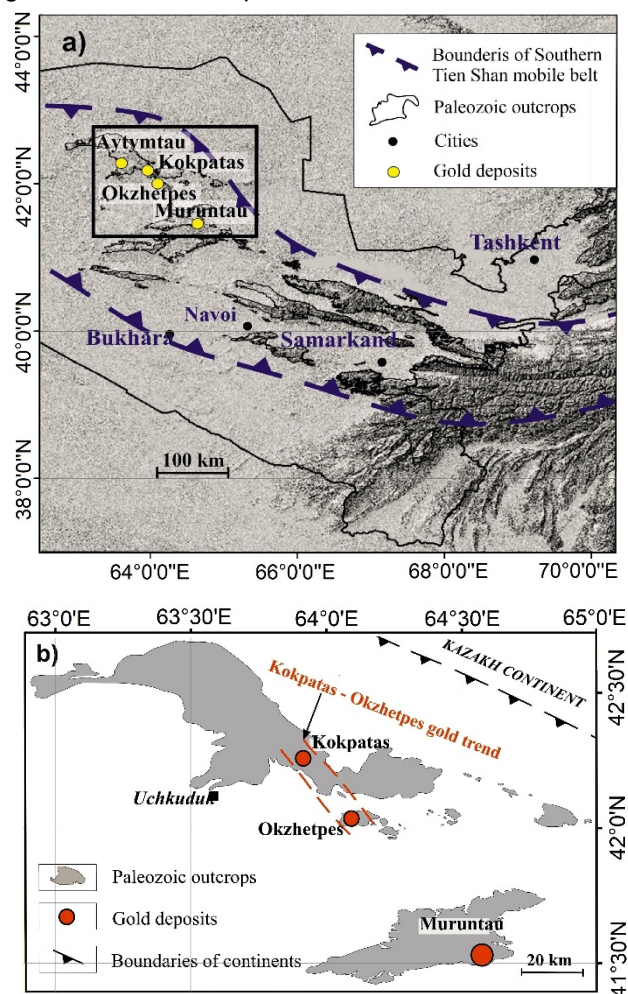 a)
44°0'0"N
42°0'0"N
40°0'0"N
38°0'0"N
Bounderis of Southern
Tien Shan mobile belt
Paleozoic outcrops
Cities
Gold deposits
Aytymtau
Kokpatas
Okzhetpes
Muruntau
Tashkent
Navoi
Bukhara
Samarkand
100 km
64°0'0"E
66°0'0"E
68°0'0"E
70°0'0"E
63°0'E
63°30'E
64°0'E
64°30'E
65°0'E
b)
KAZAKH CONTINENT
Kokpatas - Okzhetpes gold trend
Kokpatas
Uchkuduk
Okzhetpes
42°30'N
42°0'N
41°30'N
Paleozoic outcrops
Gold deposits
Boundaries of continents
Muruntau
20 km